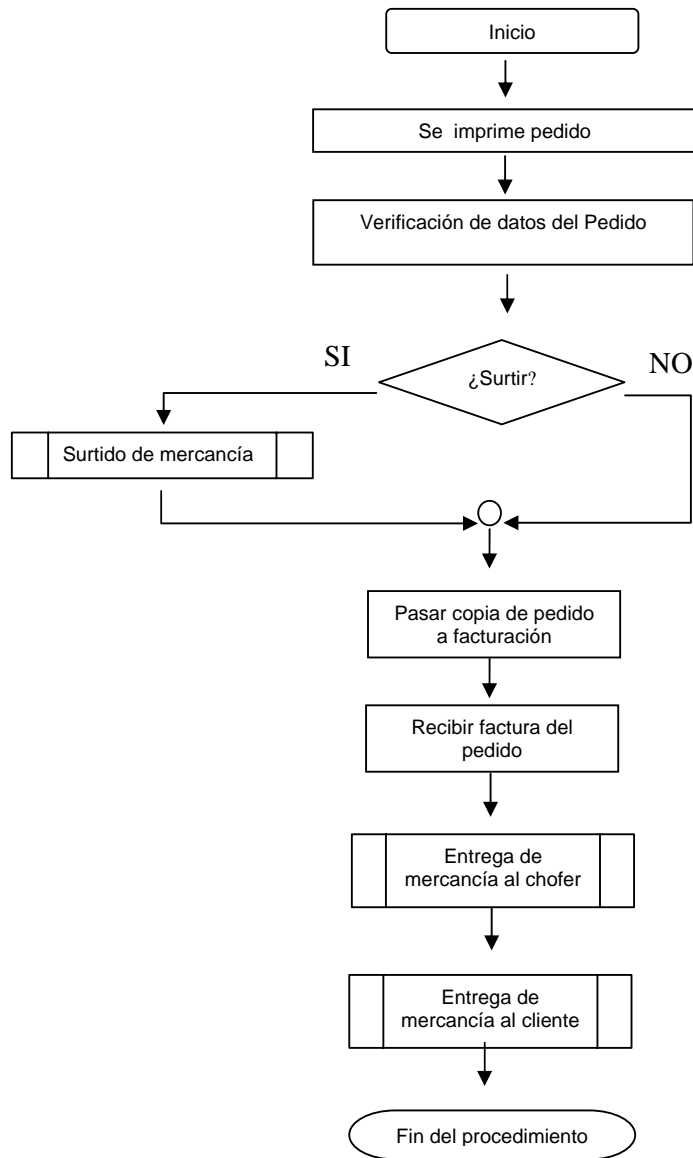 Inicio
Se imprime pedido
Verificación de datos del Pedido
SI
¿Surtir?
NO
Surtido de mercancía
Pasar copia de pedido
a facturación
Recibir factura del
pedido
Entrega de
mercancía al chofer
Entrega de
mercancía al cliente
Fin del procedimiento